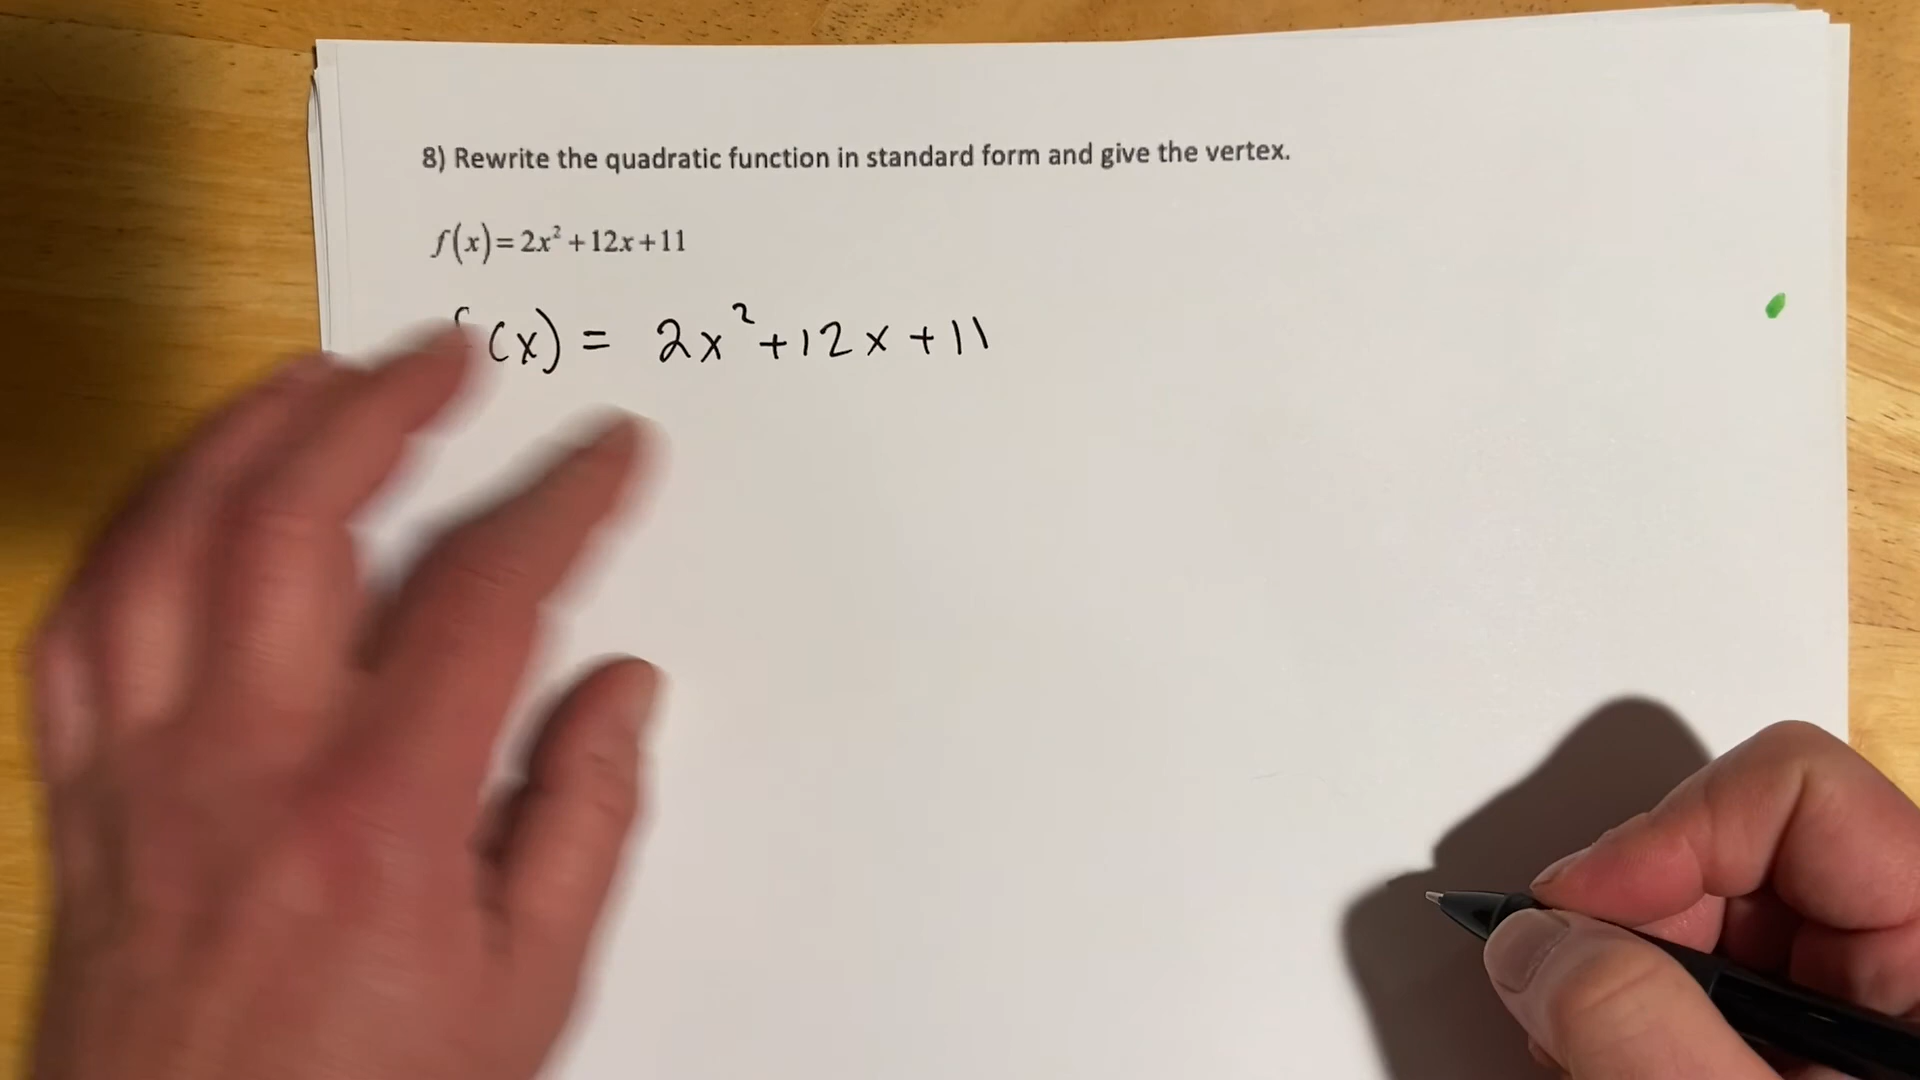 8) Rewrite the quadratic function in standard form and give the vertex.
f(x)=2x²+12x+11
f(x) = 2x²+12x+11